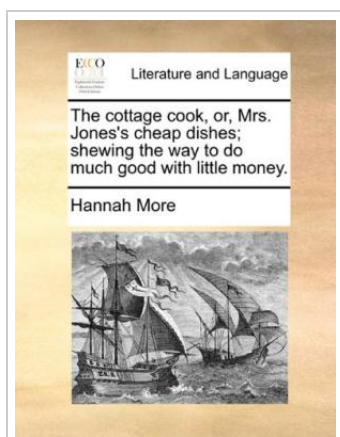 ECCO
Literature and Language
The cottage cook, or, Mrs.
Jones's cheap dishes;
shewing the way to do
much good with little money.
Hannah More